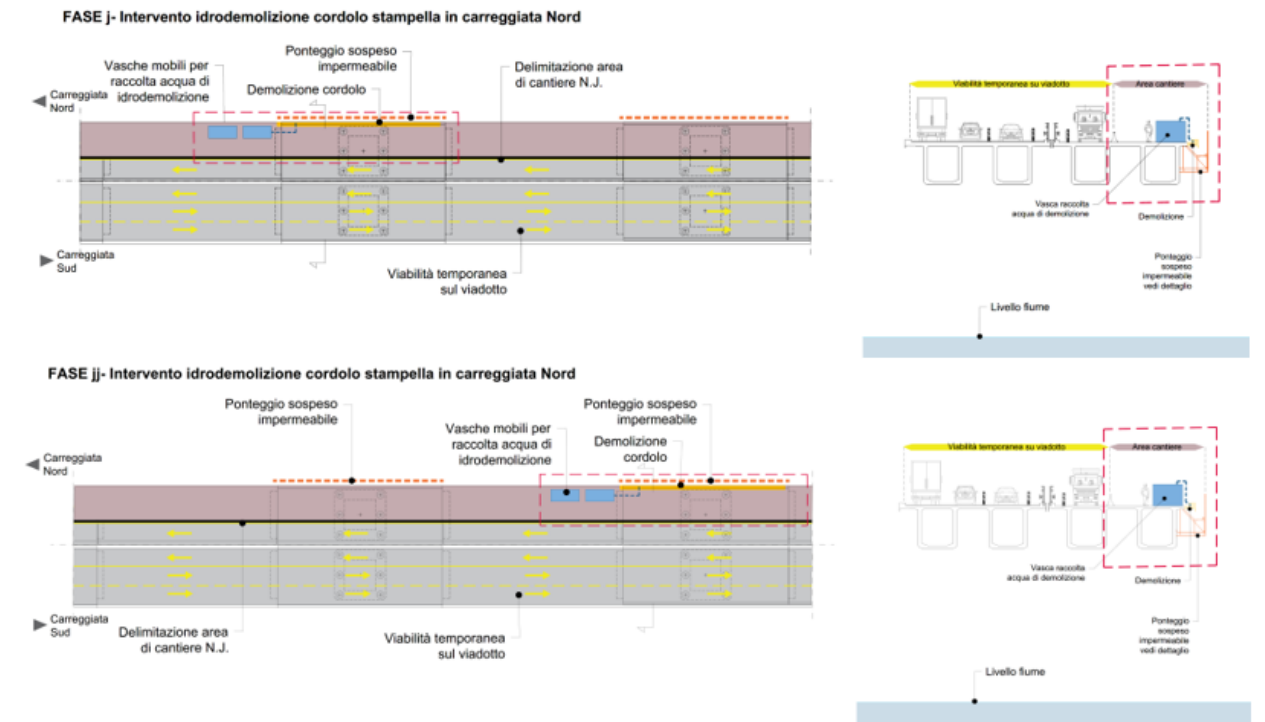 FASE j- Intervento idrodemolizione cordolo stampella in carreggiata Nord
Ponteggio sospeso
impermeabile
Vasche mobili per
raccolta acqua di
idrodemolizione
Demolizione cordolo
Delimitazione area
di cantiere N.J.
Carreggiata
Nord
Carreggiata
Sud
Viabilità temporanea
sul viadotto
Viabilità temporanea su viadotto
Area cantiere
Vasca raccolta
acqua di demolizione
Demolizione
Ponteggio
sospeso
impermeabile
vedi dettaglio
Livello fiume
FASE jj- Intervento idrodemolizione cordolo stampella in carreggiata Nord
Ponteggio sospeso
impermeabile
Vasche mobili per
raccolta acqua di
idrodemolizione
Ponteggio sospeso
impermeabile
Demolizione
cordolo
Carreggiata
Nord
Carreggiata
Sud
Delimitazione area
di cantiere N.J.
Viabilità temporanea
sul viadotto
Viabilità temporanea su viadotto
Area cantiere
Vasca raccolta
acqua di demolizione
Demolizione
Ponteggio
sospeso
impermeabile
vedi dettaglio
Livello fiume